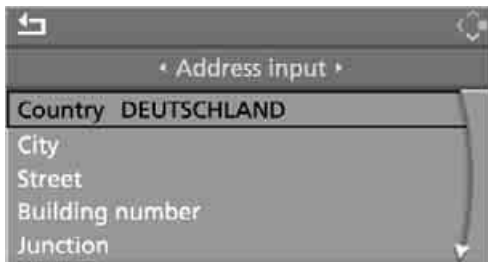 Address input
Country DEUTSCHLAND
City
Street
Building number
Junction